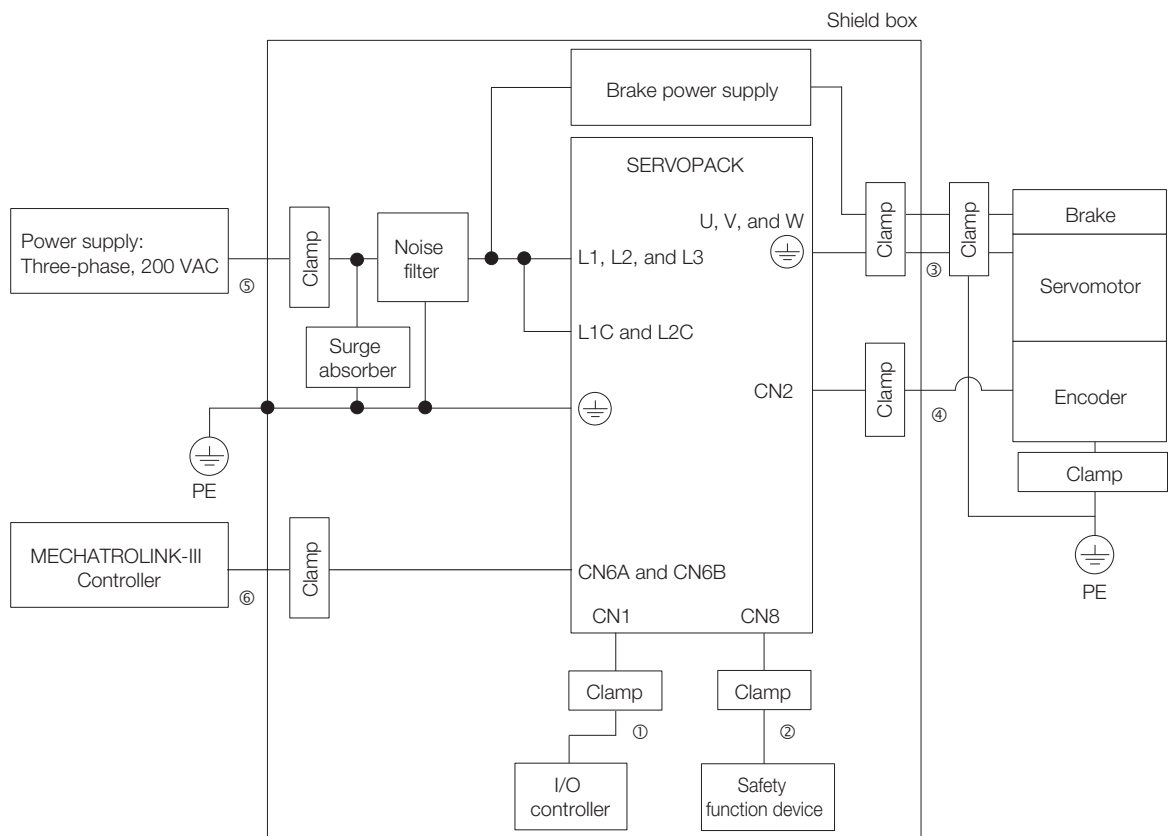 Shield box
Brake power supply
SERVOPACK
U, V, and W
Power supply:
Three-phase, 200 VAC
⑤
Clamp
Noise
filter
L1, L2, and L3
Clamp
③
Clamp
Brake
Servomotor
Surge
absorber
L1C and L2C
CN2
Clamp
④
Encoder
Clamp
PE
PE
MECHATROLINK-III
Controller
⑥
Clamp
CN6A and CN6B
CN1
CN8
Clamp
Clamp
①
②
I/O
controller
Safety
function device